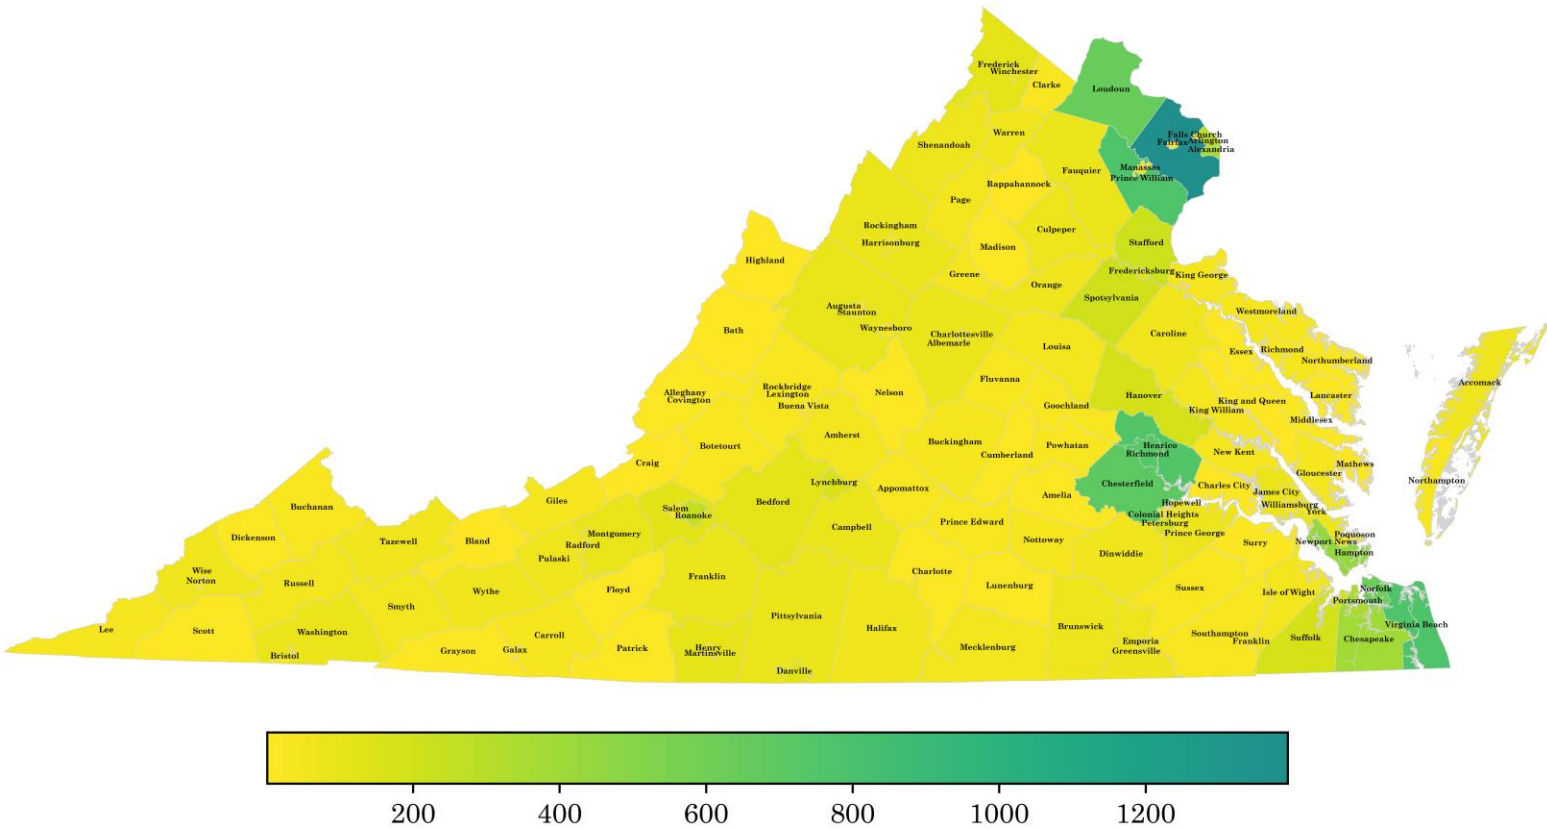 Frederick
Winchester
Clarke
Loudoun
Warren
Falls Church
Fairfax
Arlington
Alexandria
Shenandoah
Manassas
Prince William
Fauquier
Rappahannock
Page
Rockingham
Culpeper
Harrisonburg
Stafford
Madison
Highland
Fredericksburg
Greene
King George
Orange
Spotsylvania
Augusta
Staunton
Westmoreland
Waynesboro
Bath
Charlottesville
Albemarle
Caroline
Louisa
Essex
Richmond
Northumberland
Fluvanna
Accomack
Rockbridge
Lexington
Alleghany
Covington
Nelson
Hanover
Lancaster
Buena Vista
Goochland
King and Queen
King William
Middlesex
Amherst
Buckingham
Botetourt
Powhatan
Henrico
Richmond
Cumberland
New Kent
Craig
Mathews
Gloucester
Lynchburg
Northampton
Chesterfield
Charles City
Appomattox
James City
Amelia
Giles
Bedford
Hopewell
Williamsburg
Buchanan
Salem
Roanoke
York
Colonial Heights
Petersburg
Prince Edward
Campbell
Montgomery
Prince George
Poquoson
Dickenson
Tazewell
Bland
Nottoway
Newport News
Surry
Radford
Hampton
Dinwiddie
Pulaski
Wise
Norton
Charlotte
Franklin
Russell
Lunenburg
Sussex
Floyd
Wythe
Norfolk
Isle of Wight
Portsmouth
Smyth
Pittsylvania
Virginia Beach
Lee
Scott
Washington
Halifax
Brunswick
Carroll
Southampton
Suffolk
Chesapeake
Emporia
Franklin
Patrick
Henry
Mecklenburg
Grayson
Galax
Martinsville
Greensville
Bristol
Danville
200 400 600 800 1000 1200